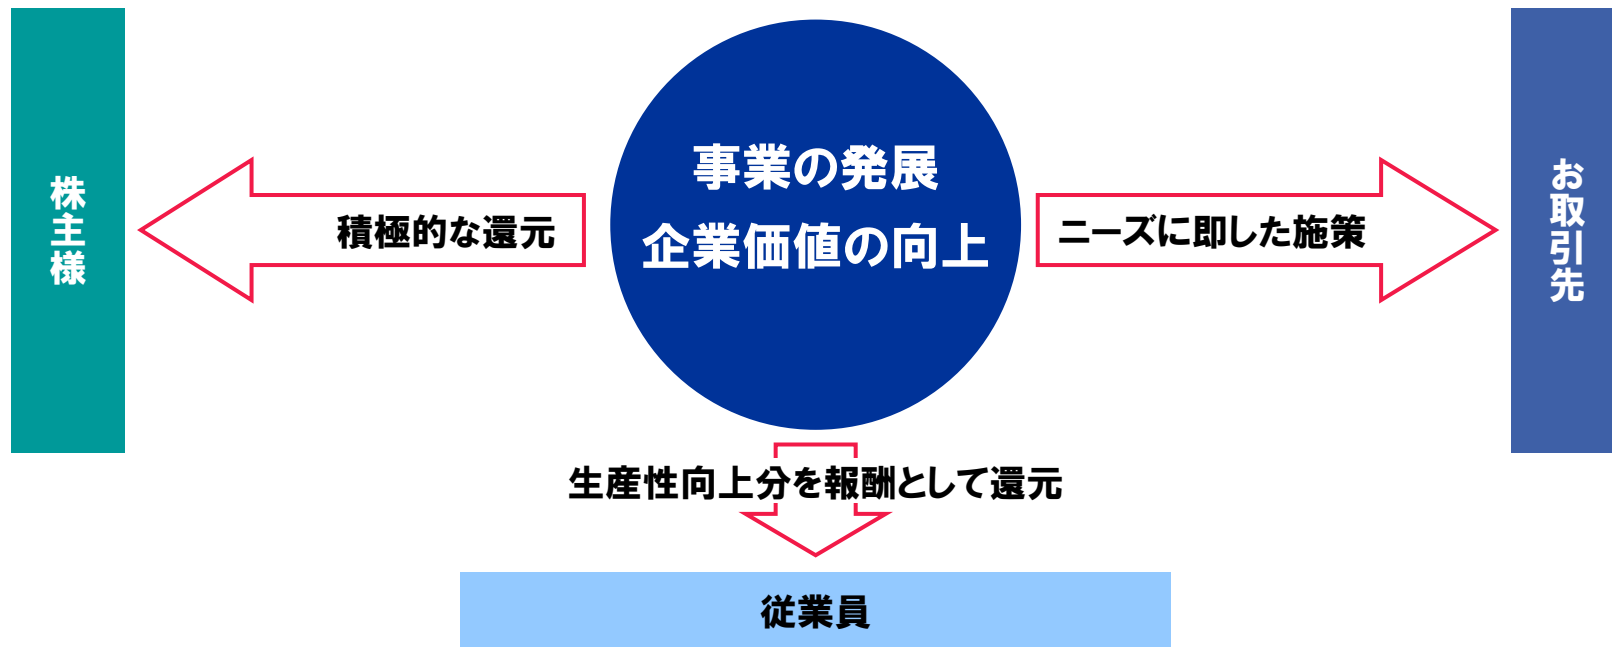 株主様
積極的な還元
事業の発展
企業価値の向上
ニーズに即した施策
お取引先
生産性向上分を報酬として還元
従業員